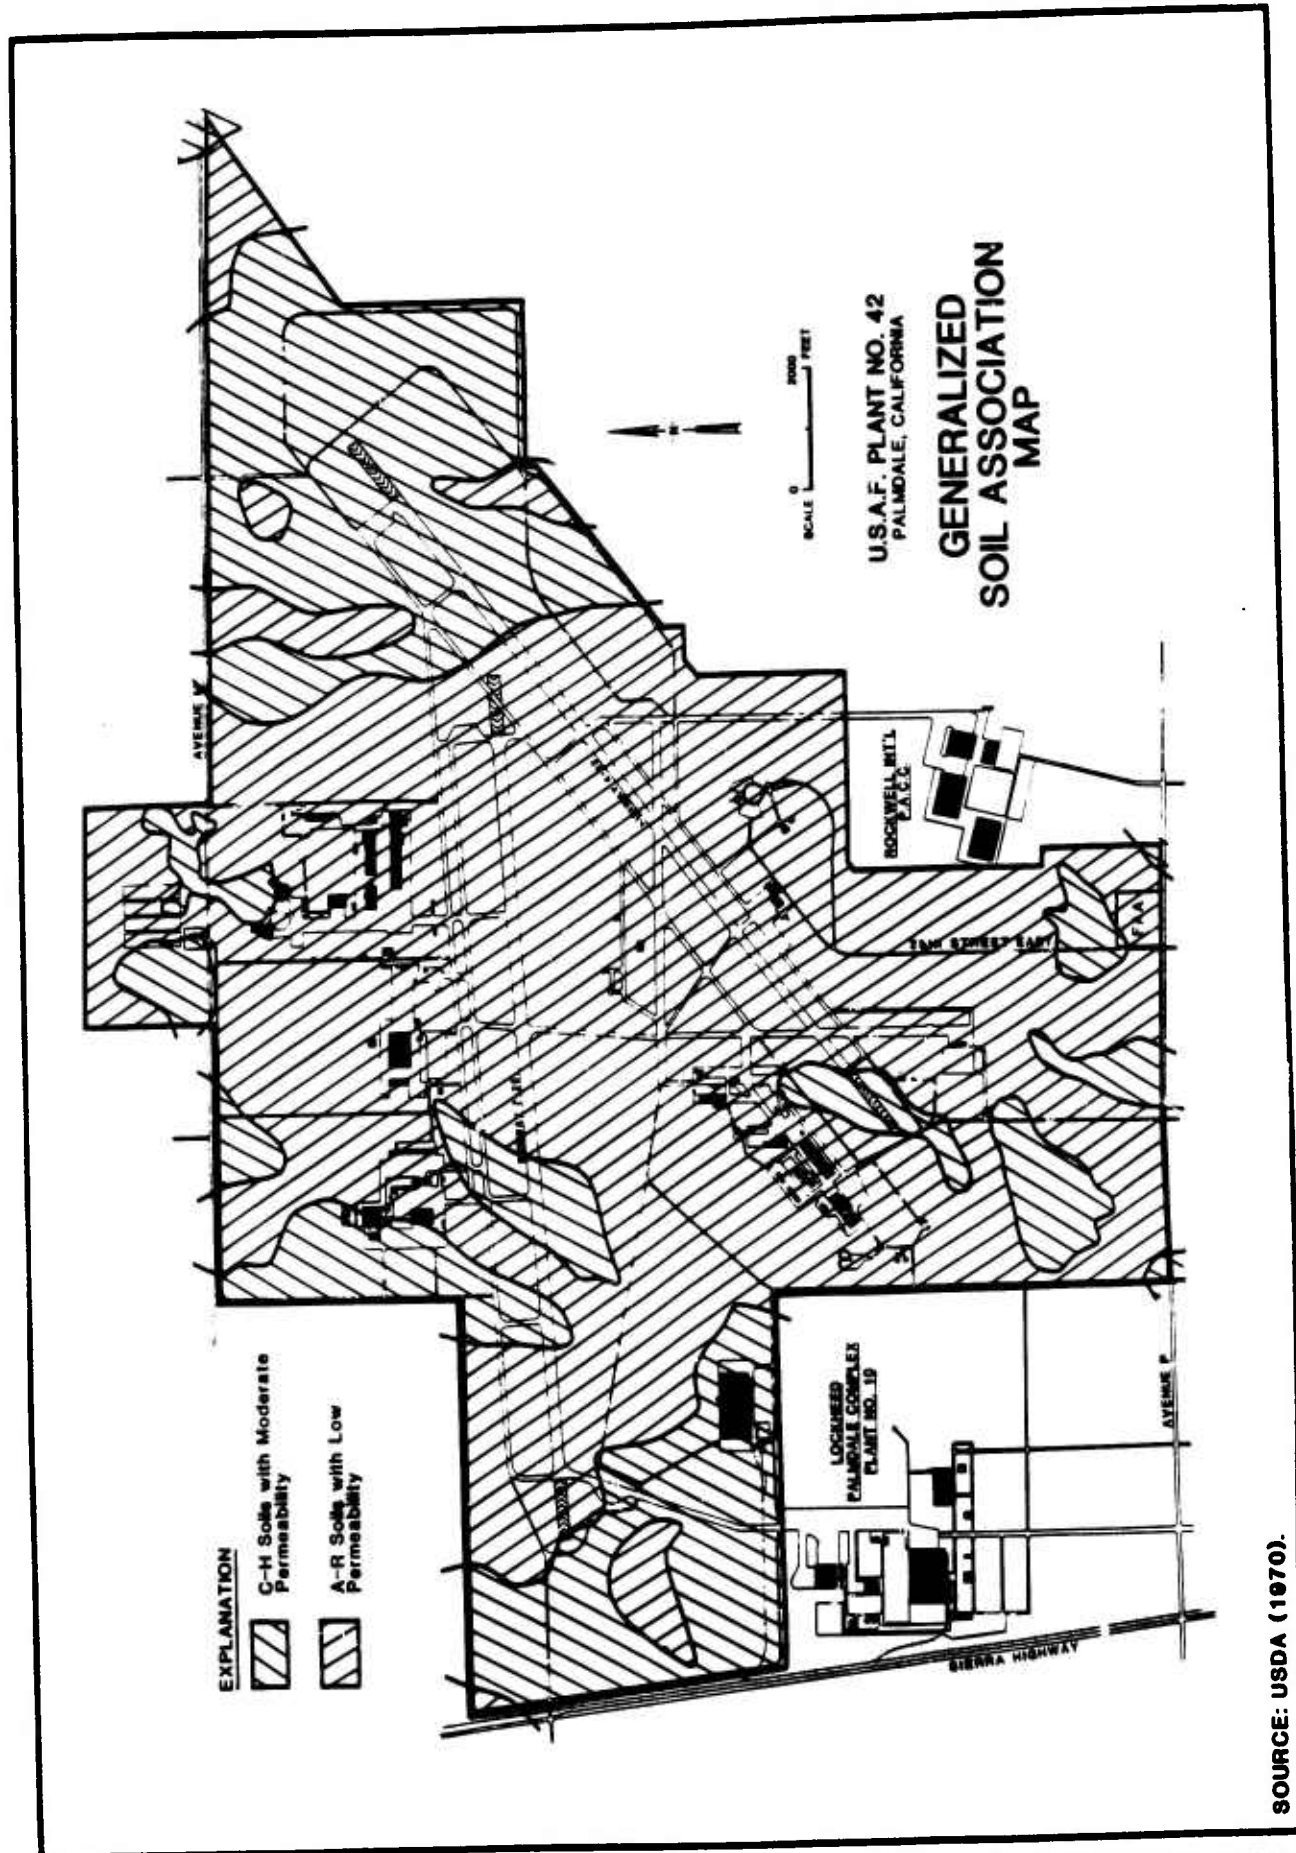 EXPLANATION
C-H Soils with Moderate
Permeability
A-R Soils with Low
Permeability
AVENUE
25TH STREET EAST
FAA
ROCKWELL INT'L
P.A.C.C.
LOCKHEED
PALMDALE COMPLEX
PLANT NO. 10
SIERRA HIGHWAY
AVENUE P
N
SCALE 0 2000 FEET
U.S.A.F. PLANT NO. 42
PALMDALE, CALIFORNIA
GENERALIZED
SOIL ASSOCIATION
MAP
SOURCE: USDA (1970).